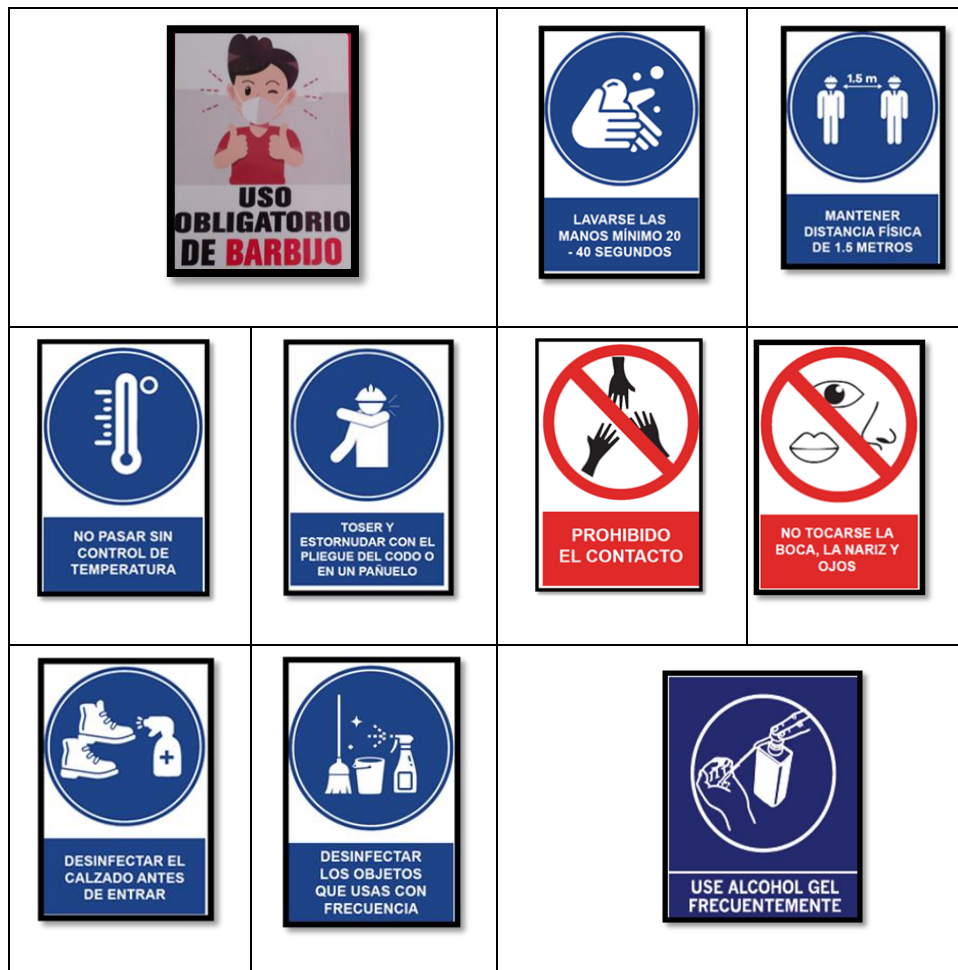 USO
OBLIGATORIO
DE BARBIJO
LAVARSE LAS
MANOS MÍNIMO 20
- 40 SEGUNDOS
1.5 m
MANTENER
DISTANCIA FÍSICA
DE 1.5 METROS
NO PASAR SIN
CONTROL DE
TEMPERATURA
TOSER Y
ESTORNUDAR CON EL
PLIEGUE DEL CODO O
EN UN PAÑUELO
PROHIBIDO
EL CONTACTO
NO TOCARSE LA
BOCA, LA NARIZ Y
OJOS
DESINFECTAR EL
CALZADO ANTES
DE ENTRAR
DESINFECTAR
LOS OBJETOS
QUE USAS CON
FRECUENCIA
USE ALCOHOL GEL
FRECUENTEMENTE